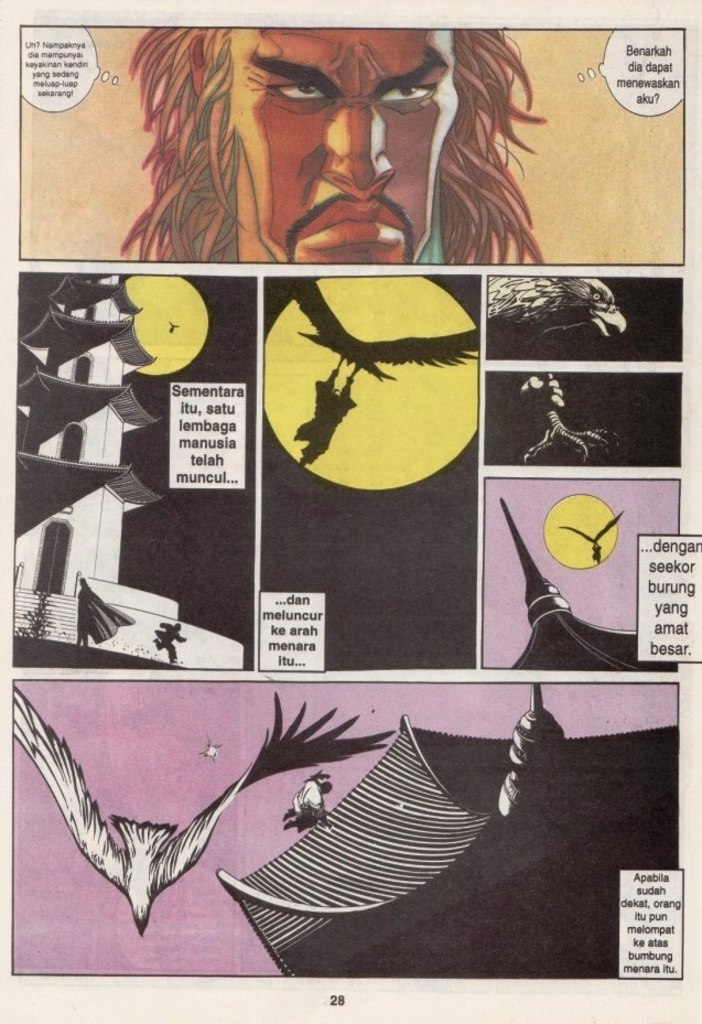 Uh? Nampaknya
dia mempunyai
keyakinan kendiri
yang sedang
meluap-luap
sekarang!
Benarkah
dia dapat
menewaskan
aku?
Sementara
itu, satu
lembaga
manusia
telah
muncul...
...dan
meluncur
ke arah
menara
itu...
...dengan
seekor
burung
yang
amat
besar.
Apabila
sudah
dekat, orang
itu pun
melompat
ke atas
bumbung
menara itu.
28